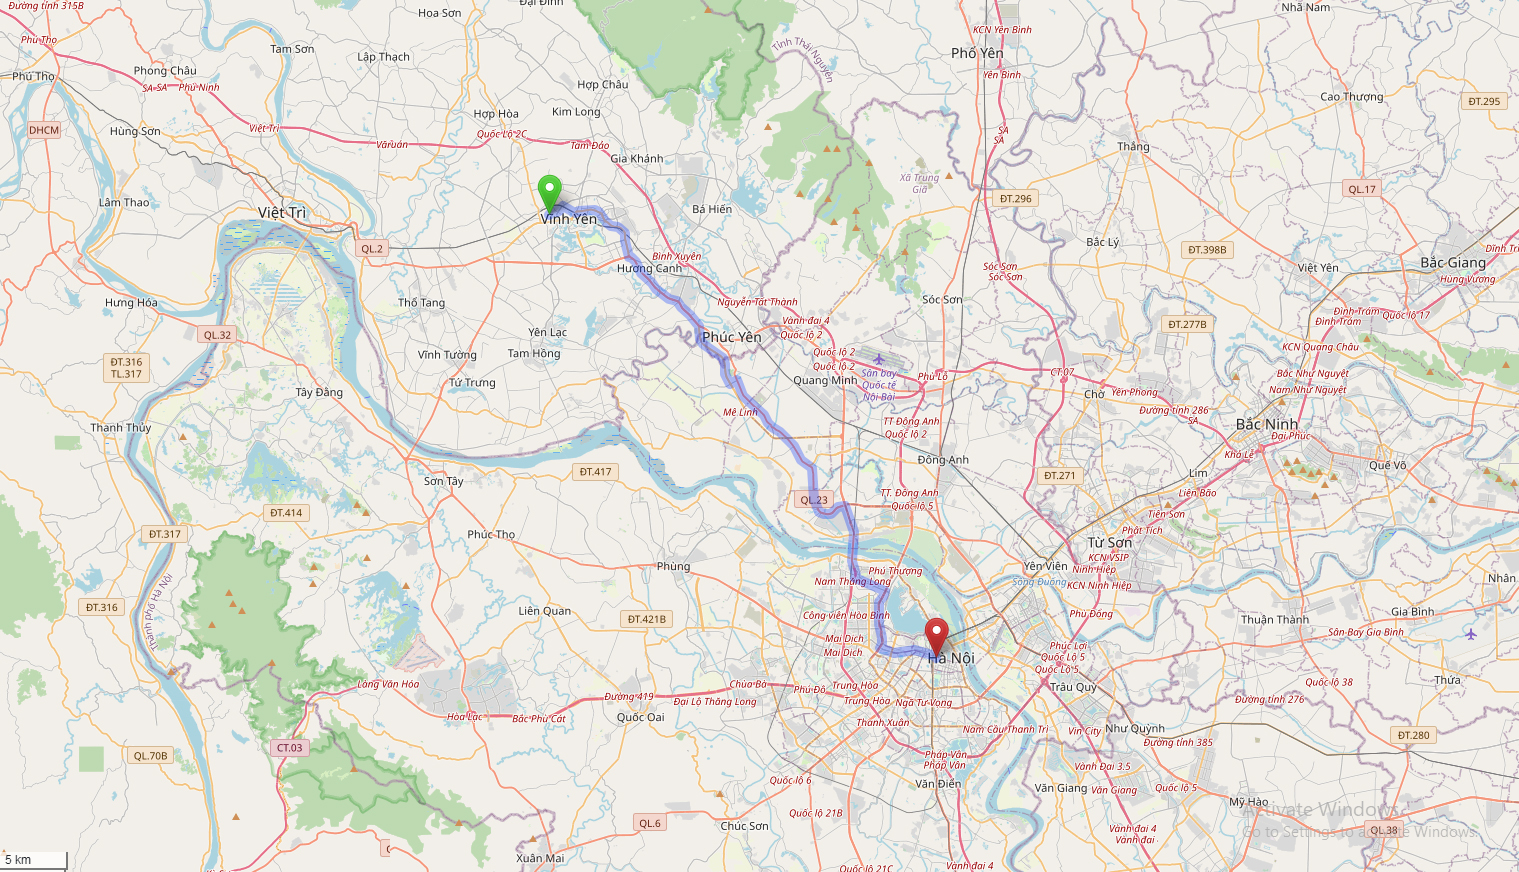 Đường tỉnh 315B
Hoa Sơn
Đại Đình
Nhã Nam
Phú Thọ
Tam Sơn
Lập Thạch
Tỉnh Thái Nguyên
KCN Yên Bình
Phổ Yên
Yên Bình
Phú Thọ
Phong Châu
SA-SA
Phù Ninh
Hợp Châu
Cao Thượng
ĐT.295
Hợp Hòa
Kim Long
DHCM
Hùng Sơn
Việt Trì
Quốc Lộ 2C
Tam Đảo
SA
SA
Thắng
Gia Khánh
Xã Trung
Giã
QL.17
Lâm Thao
Việt Trì
Vĩnh Yên
Bá Hiến
ĐT.296
QL.2
Bắc Lý
ĐT.398B
Bình Xuyên
Hương Canh
Sóc Sơn
Sóc Sơn
Việt Yên
Bắc Giang
Hùng Vương
Hưng Hóa
Thổ Tang
Nguyễn Tất Thành
Sóc Sơn
Đình Trám
Đình Trám
Quốc lộ 17
QL.32
Yên Lạc
Phúc Yên
Vành đai 4
Quốc lộ 2
ĐT.277B
Vĩnh Tường
Tam Hồng
Quốc lộ 2
Quốc lộ 2
KCN Quang Châu
ĐT.316
TL.317
Tứ Trưng
Quang Minh
Sân bay
Quốc tế
Nội Bài
Phù Lỗ
CT.07
Bắc Như Nguyệt
Nam Như Nguyệt
Tây Đằng
Chờ
Yên Phong
Mê Linh
Đường tỉnh 286
SA
Thanh Thủy
TT Đông Anh
Quốc lộ 2
Bắc Ninh
Đại Phúc
Khả Lễ
ĐT.417
Sơn Tây
Đông Anh
ĐT.271
Lim
Quế Võ
QL.23
TT. Đông Anh
Quốc lộ 5
Liên Bão
ĐT.414
Tiên Sơn
ĐT.317
Phúc Thọ
Phật Tích
Từ Sơn
KCN VSIP
Phùng
Phú Thượng
Nam Thăng Long
Yên Viên
Ninh Hiệp
Sông Đuống
KCN Ninh Hiệp
Nhân
Thành phố Hà Nội
ĐT.316
Liên Quan
ĐT.421B
Công viên Hòa Bình
Phù Đổng
Thuận Thành
Gia Bình
Mai Dịch
Mai Dịch
Sân-Bay Gia Bình
Hà Nội
Phúc Lợi
Quốc Lộ 5
Quốc Lộ 5
Làng Văn Hóa
Chùa Bà
Phú Đô
Trung Hòa
Trung Hòa
Ngã Tư Vọng
Trâu Quỳ
Quốc lộ 38
Thứa
Đường 419
Đại Lộ Thăng Long
Đường tỉnh 276
Hòa Lạc
Bắc Phú Cát
Quốc Oai
Thanh Xuân
Nam Cầu Thanh Trì
Vin City
Như Quỳnh
ĐT.280
CT.03
Đường tỉnh 385
QL.70B
Pháp Vân
Pháp Vân
Vành Đai 3.5
Quốc lộ 6
Văn Điển
Văn Giang
Văn Giang
Quốc lộ 5
Mỹ Hào
QL.6
Chúc Sơn
Quốc lộ 21B
Activate Windows
Go to Settings to activate Windows.
Vành đai 4
Vành đai
QL.38
5 km
Xuân Mai
Quốc lộ 21C
Vành đai 4